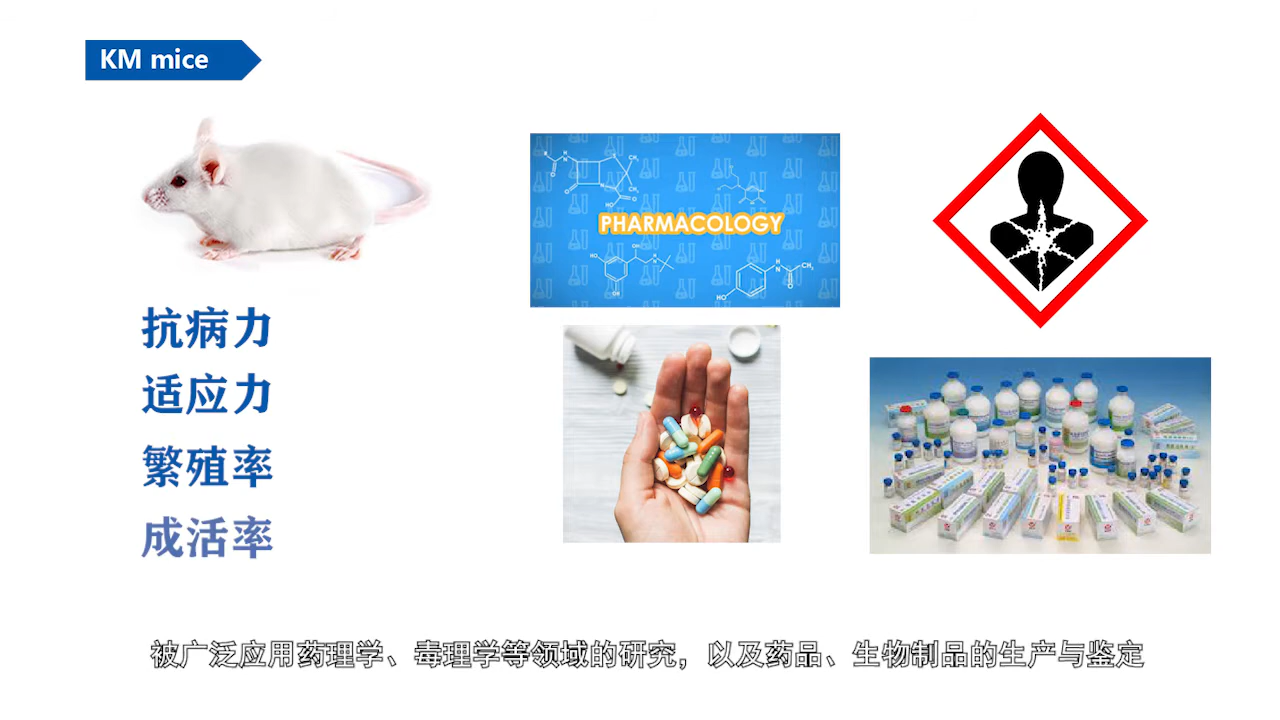 KM mice
PHARMACOLOGY
抗病力
适应力
繁殖率
成活率
被广泛应用药理学、毒理学等领域的研究，以及药品、生物制品的生产与鉴定